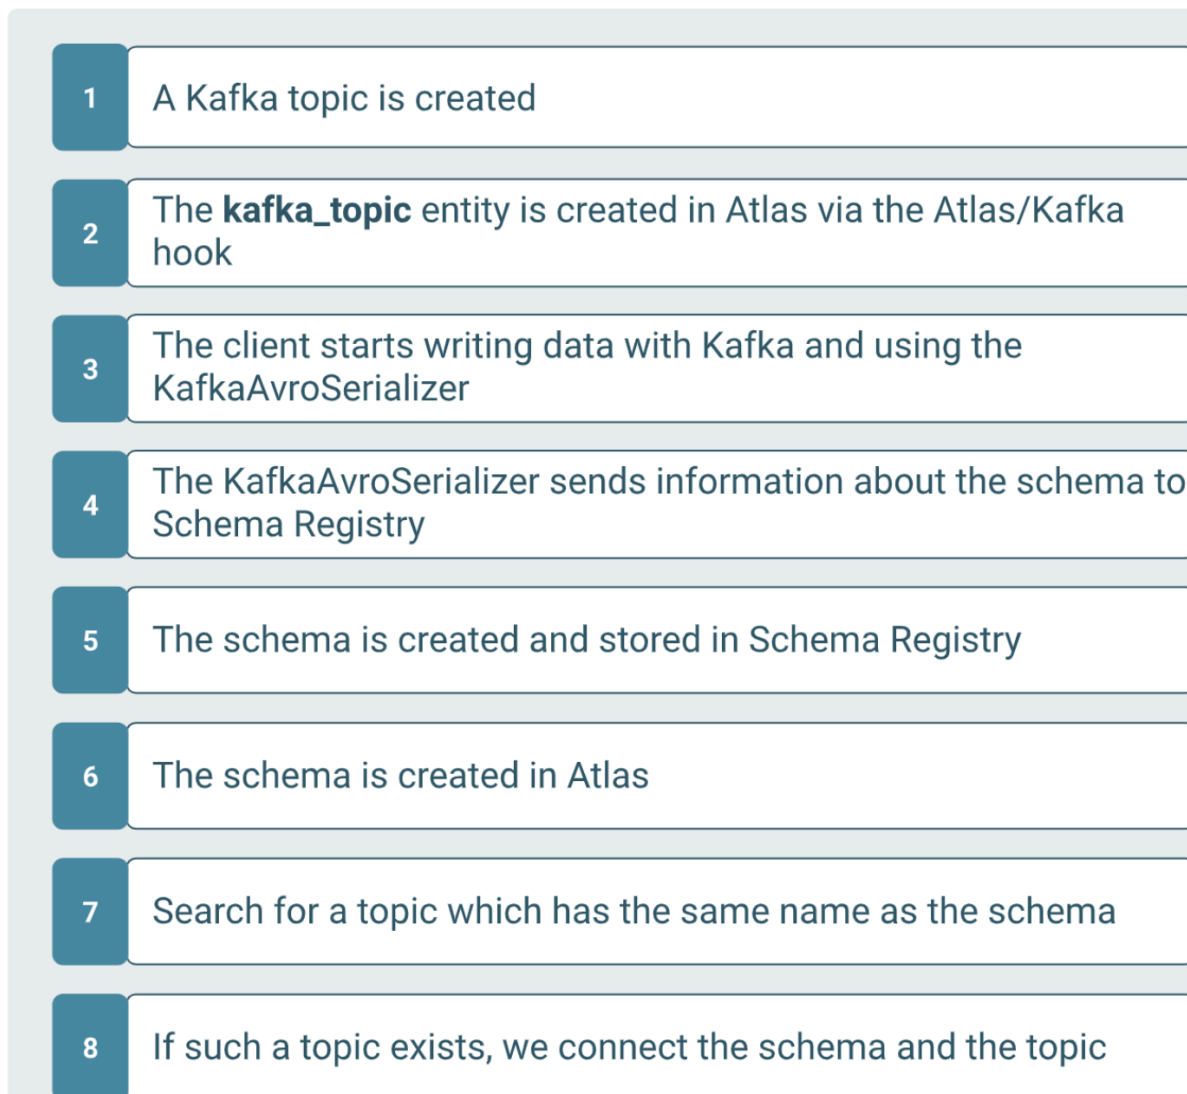 1
A Kafka topic is created
2
The kafka_topic entity is created in Atlas via the Atlas/Kafka
hook
3
The client starts writing data with Kafka and using the
KafkaAvroSerializer
4
The KafkaAvroSerializer sends information about the schema to
Schema Registry
5
The schema is created and stored in Schema Registry
6
The schema is created in Atlas
7
Search for a topic which has the same name as the schema
8
If such a topic exists, we connect the schema and the topic